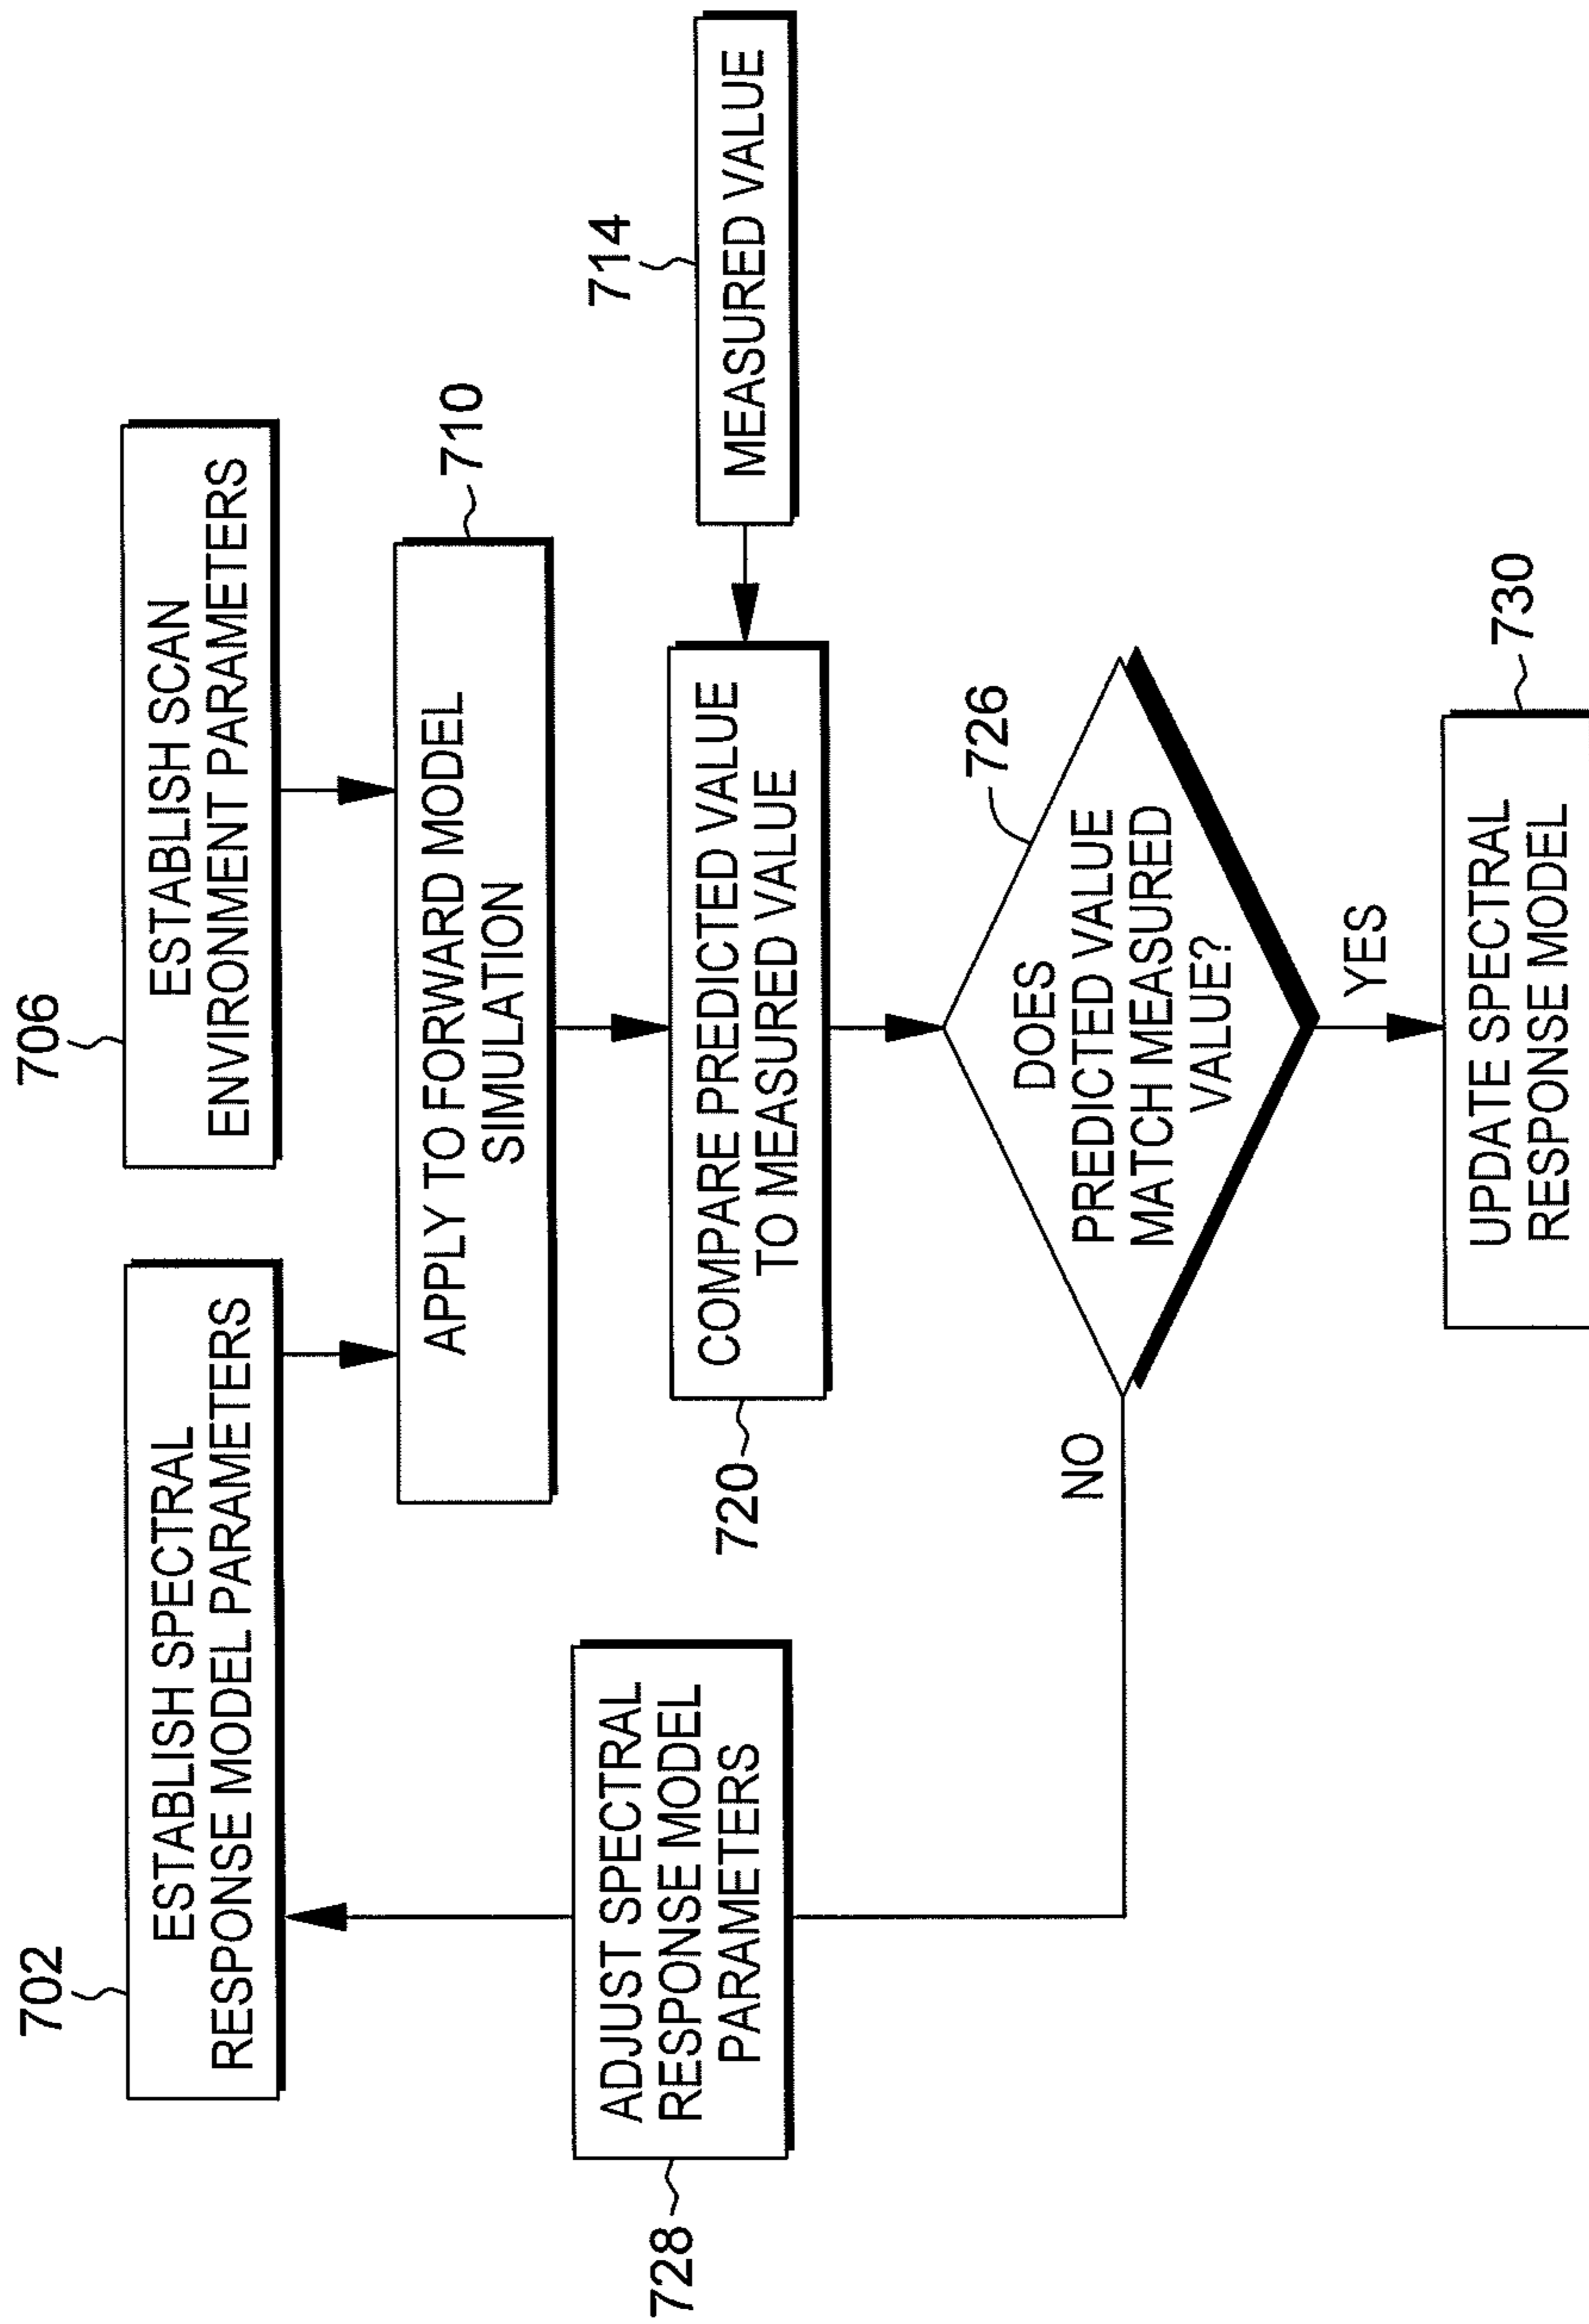 702
ESTABLISH SPECTRAL
RESPONSE MODEL PARAMETERS
706
ESTABLISH SCAN
ENVIRONMENT PARAMETERS
APPLY TO FORWARD MODEL
SIMULATION
710
728
ADJUST SPECTRAL
RESPONSE MODEL
PARAMETERS
720
COMPARE PREDICTED VALUE
TO MEASURED VALUE
714
MEASURED VALUE
726
DOES
PREDICTED VALUE
MATCH MEASURED
VALUE?
NO
YES
UPDATE SPECTRAL
RESPONSE MODEL
730